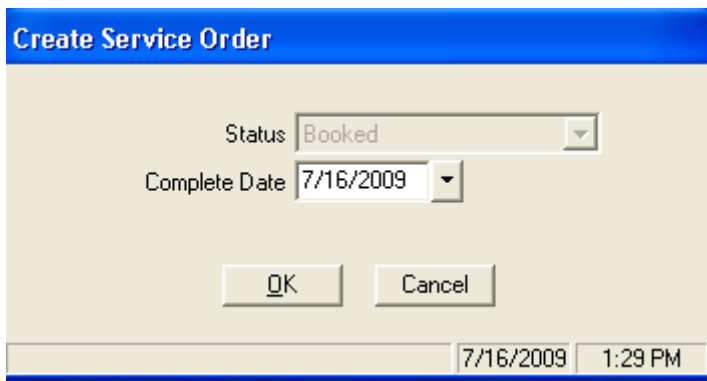 Create Service Order
Status Booked
Complete Date 7/16/2009
OK Cancel
7/16/2009 1:29 PM